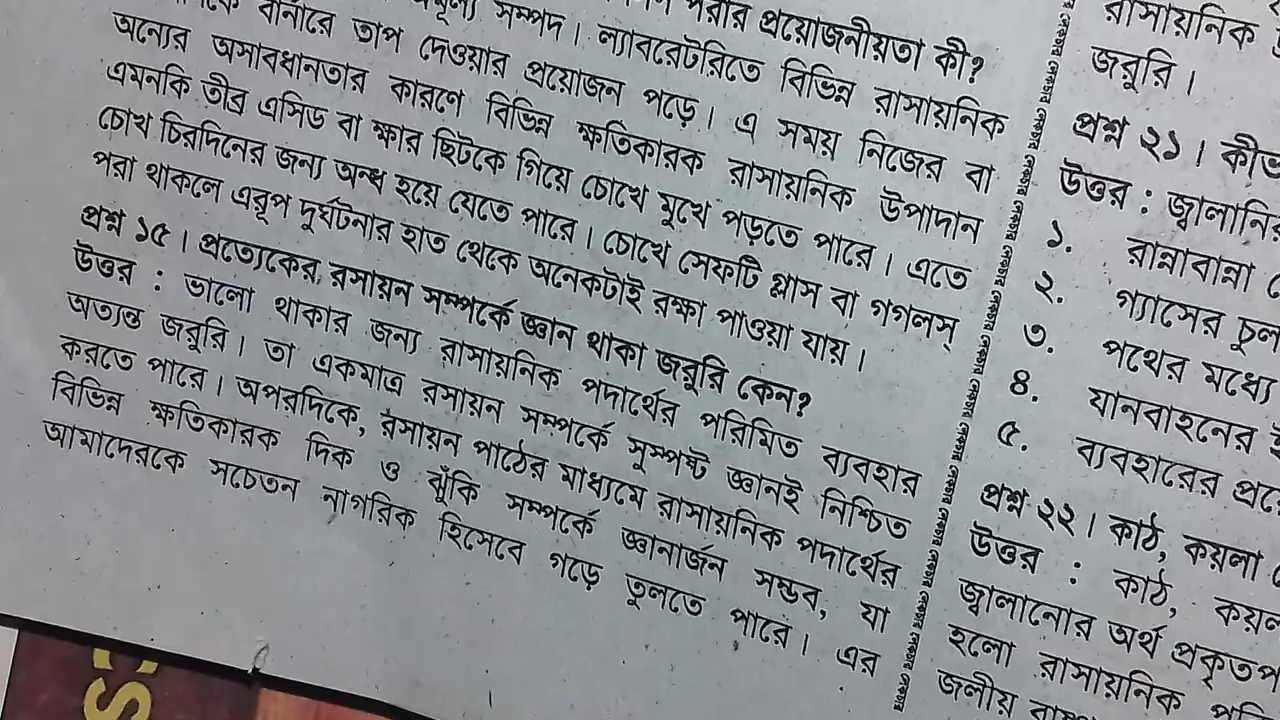 পরার প্রয়োজনীয়তা কী?
সম্পদ। ল্যাবরেটরিতে বিভিন্ন রাসায়নিক
বার্নারে তাপ দেওয়ার প্রয়োজন পড়ে। এ সময় নিজের বা
অন্যের অসাবধানতার কারণে বিভিন্ন ক্ষতিকারক রাসায়নিক উপাদান
এমনকি তীব্র এসিড বা ক্ষার ছিটকে গিয়ে চোখে মুখে পড়তে পারে। এতে
চোখ চিরদিনের জন্য অন্ধ হয়ে যেতে পারে। চোখে সেফটি গ্লাস বা গগলস্
পরা থাকলে এরূপ দুর্ঘটনার হাত থেকে অনেকটাই রক্ষা পাওয়া যায়।
প্রশ্ন ১৫। প্রত্যেকের রসায়ন সম্পর্কে জ্ঞান থাকা জরুরি কেন?
উত্তর : ভালো থাকার জন্য রাসায়নিক পদার্থের পরিমিত ব্যবহার
অত্যন্ত জরুরি। তা একমাত্র রসায়ন সম্পর্কে সুস্পষ্ট জ্ঞানই নিশ্চিত
করতে পারে। অপরদিকে, রসায়ন পাঠের মাধ্যমে রাসায়নিক পদার্থের
বিভিন্ন ক্ষতিকারক দিক ও ঝুঁকি সম্পর্কে জ্ঞানার্জন সম্ভব, যা
আমাদেরকে সচেতন নাগরিক হিসেবে গড়ে তুলতে পারে। এর
রাসায়নিক
জরুরি।
প্রশ্ন ২১।
উত্তর :
১. রান্নাবান্না
২. গ্যাসের
৩. পথের মধ্যে
৪. যানবাহনের
৫. ব্যবহারের
প্রশ্ন ২২। কাঠ, কয়লা
উত্তর : কাঠ,
জ্বালানোর অর্থ
হলো রাসায়নিক
জলীয়